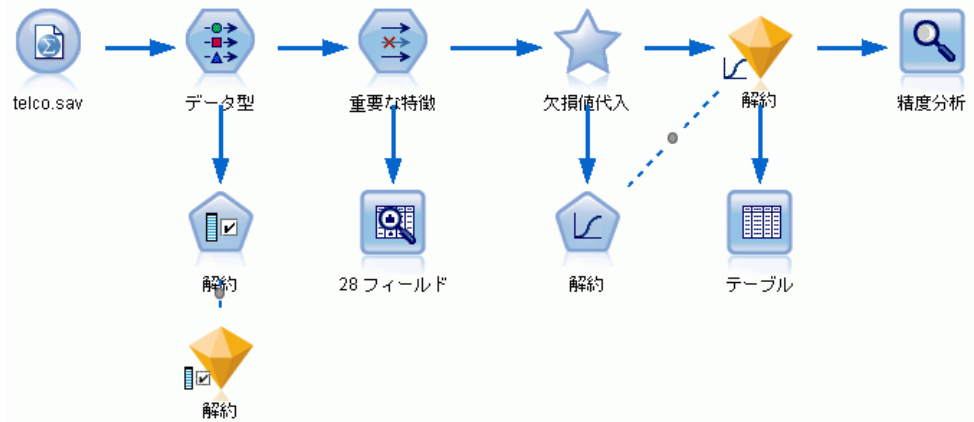 telco.sav
データ型
重要な特徴
欠損値代入
解約
精度分析
解約
28 フィールド
解約
テーブル
解約